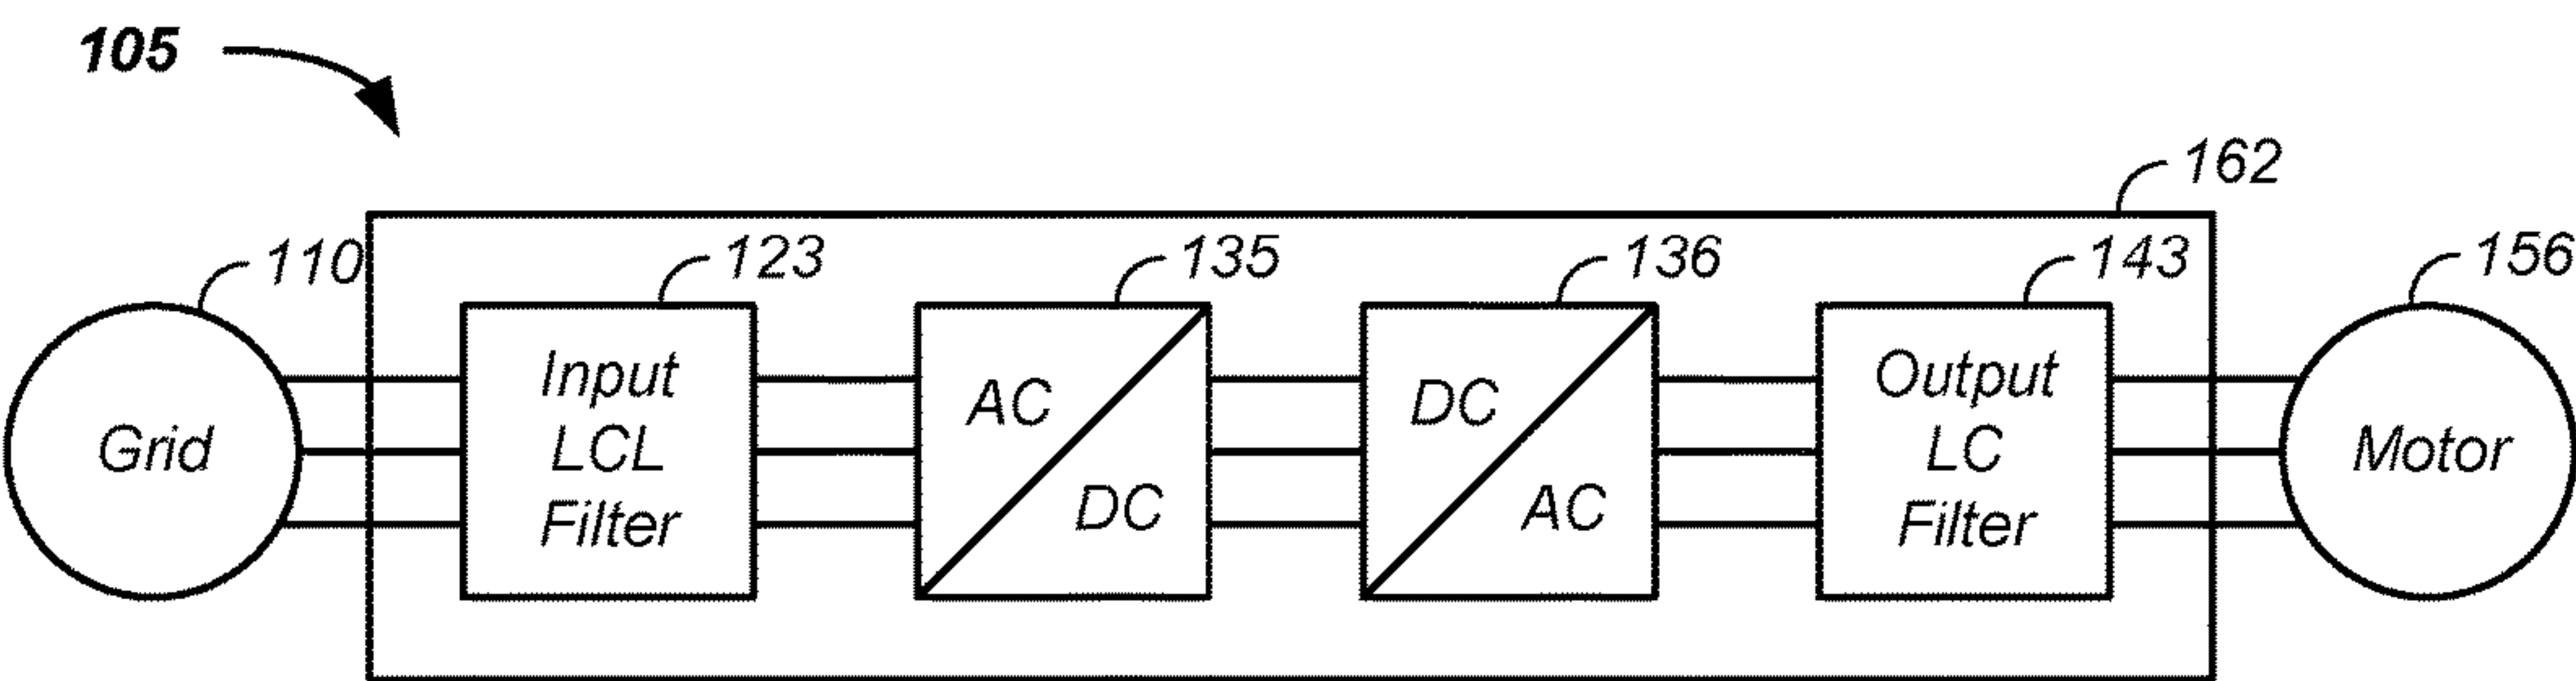 105
162
110
123
135
136
143
156
Grid
Input
LCL
Filter
AC
DC
DC
AC
Output
LC
Filter
Motor